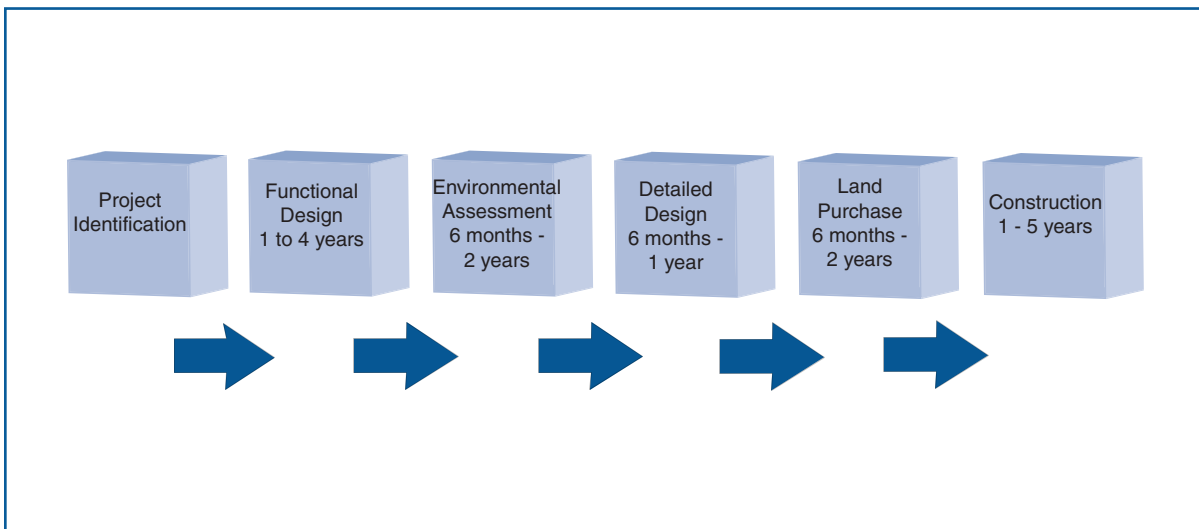 Project
Identification
Functional
Design
1 to 4 years
Environmental
Assessment
6 months -
2 years
Detailed
Design
6 months -
1 year
Land
Purchase
6 months -
2 years
Construction
1 - 5 years